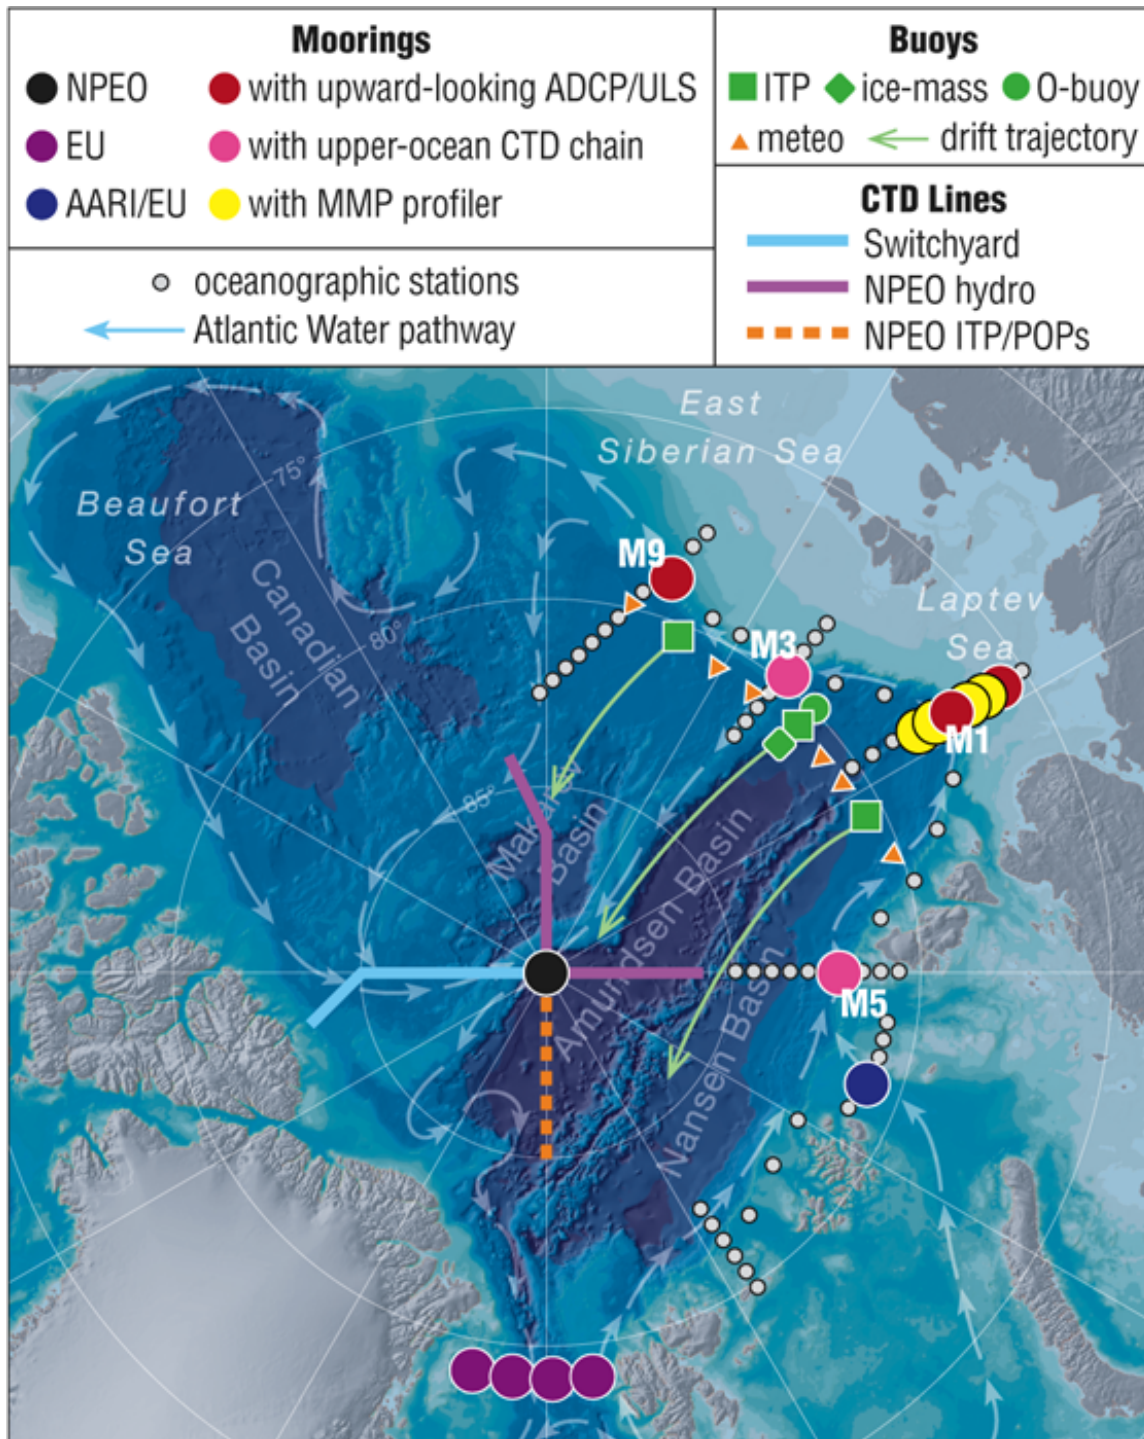 Moorings
NPEO
with upward-looking ADCP/ULS
EU
with upper-ocean CTD chain
AARI/EU
with MMP profiler
oceanographic stations
Atlantic Water pathway
Buoys
ITP
ice-mass
O-buoy
meteo
drift trajectory
CTD Lines
Switchyard
NPEO hydro
NPEO ITP/POPs
East
Siberian Sea
75°
Beaufort
Sea
M9
Canadian
Basin
80°
Laptev
Sea
M3
M1
85°
Makarov
Basin
Amundsen Basin
Nansen Basin
M5